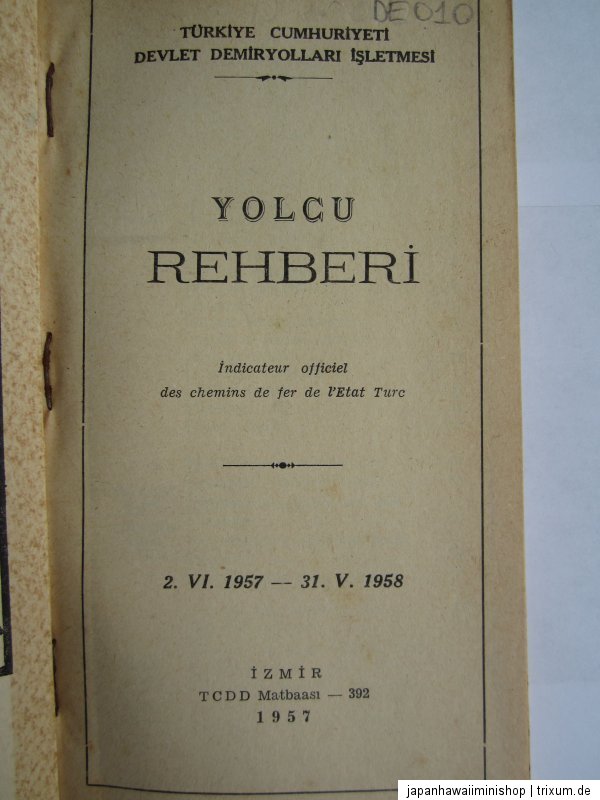 DE010
TÜRKİYE CUMHURİYETİ
DEVLET DEMİRYOLLARI İŞLETMESİ
YOLCU
REHBERİ
İndicateur officiel
des chemins de fer de l'Etat Turc
2. VI. 1957 — 31. V. 1958
İZMİR
TCDD Matbaası — 392
1957
japanhawaiiminishop | trixum.de